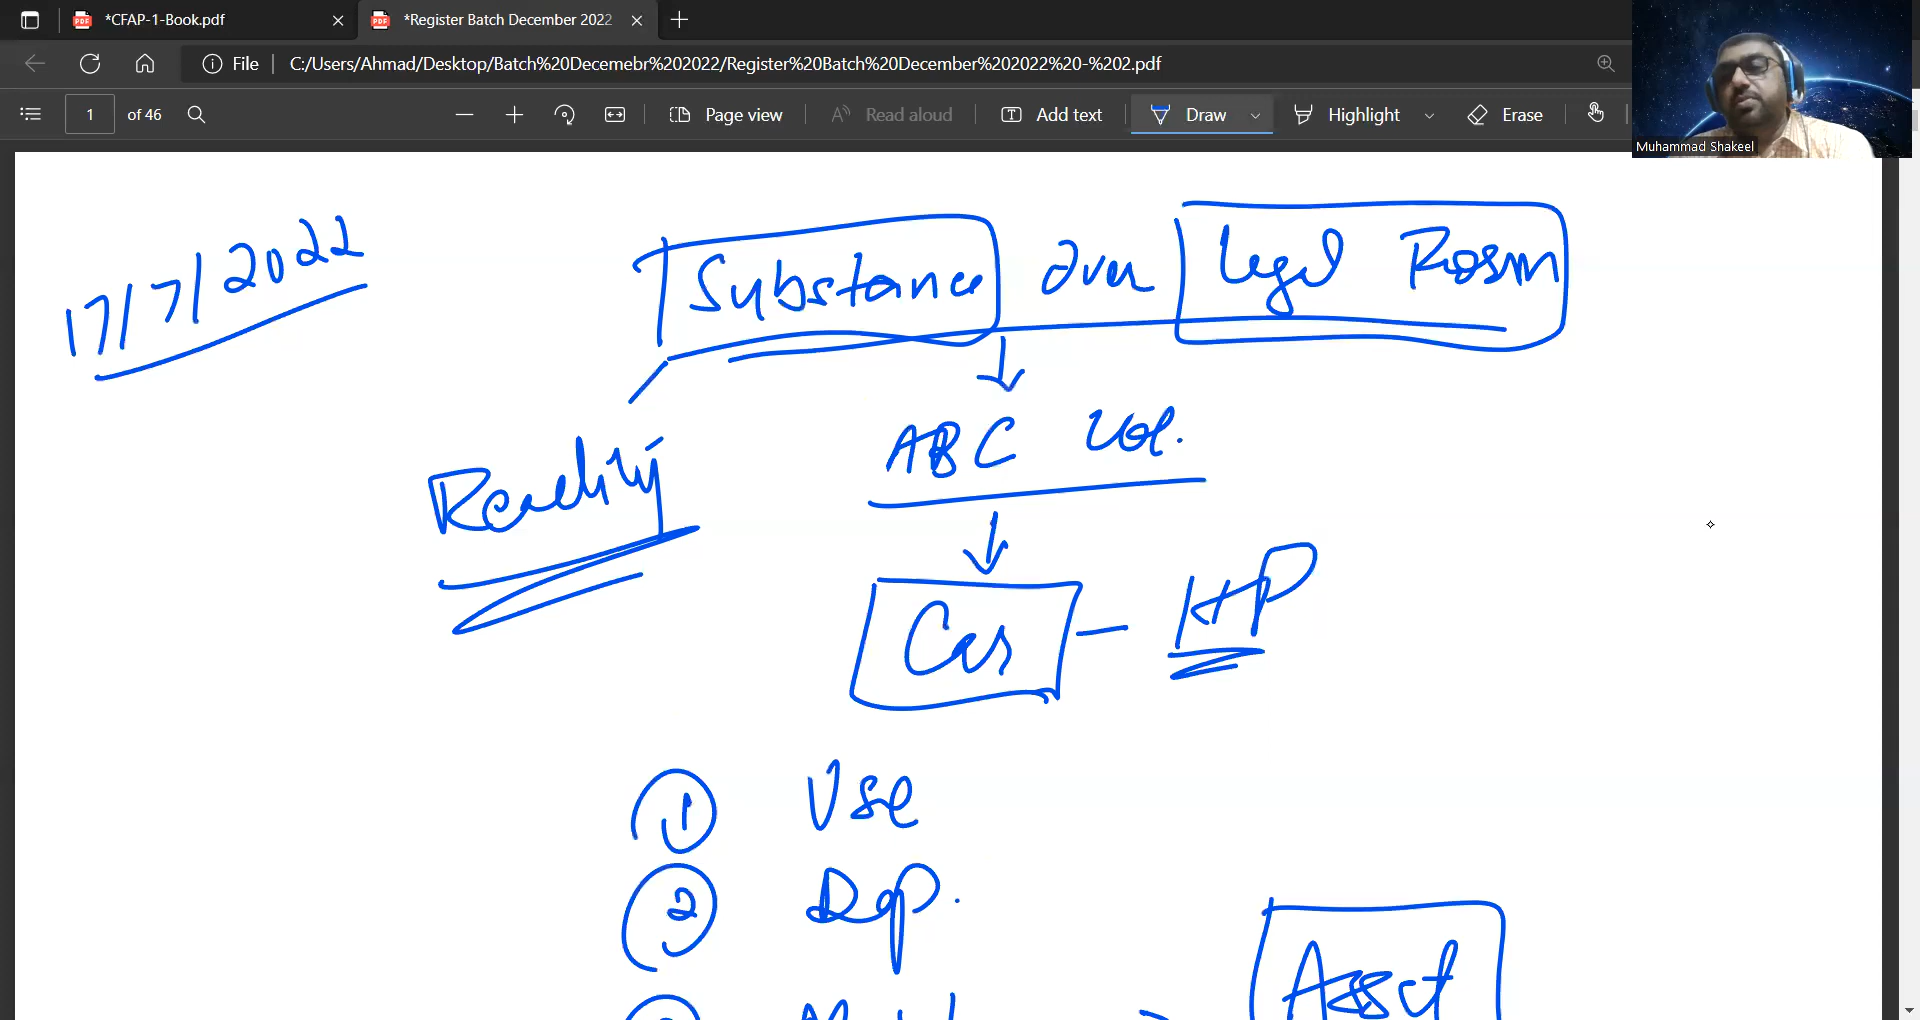 *CFAP-1-Book.pdf
*Register Batch December 2022
File C:/Users/Ahmad/Desktop/Batch%20Decemebr%202022/Register%20Batch%20December%202022%20-%202.pdf
1 of 46 Page view Read aloud Add text Draw Highlight Erase
Muhammad Shakeel
17/7/2022
Substance over legal Form
ABC Ltd.
Reality
Car - HP
1 Use
2 Dep.
Asset